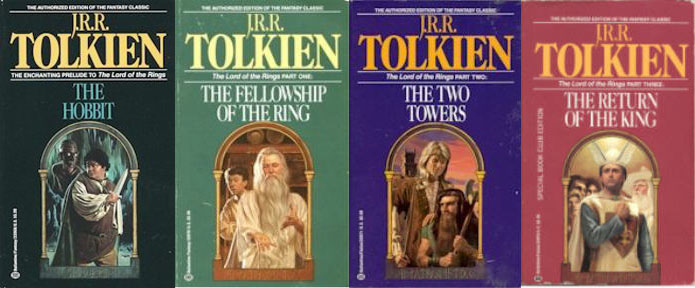 THE AUTHORIZED EDITION OF THE FANTASY CLASSIC
J.R.R.
TOLKIEN
THE ENCHANTING PRELUDE TO The Lord of the Rings
THE
HOBBIT
THE AUTHORIZED EDITION OF THE FANTASY CLASSIC
J.R.R.
TOLKIEN
The Lord of the Rings PART ONE:
THE FELLOWSHIP
OF THE RING
THE AUTHORIZED EDITION OF THE FANTASY CLASSIC
J.R.R.
TOLKIEN
The Lord of the Rings PART TWO:
THE TWO
TOWERS
THE AUTHORIZED EDITION OF THE FANTASY CLASSIC
J.R.R.
TOLKIEN
The Lord of the Rings PART THREE:
THE RETURN
OF THE KING
SPECIAL BOOK CLUB EDITION